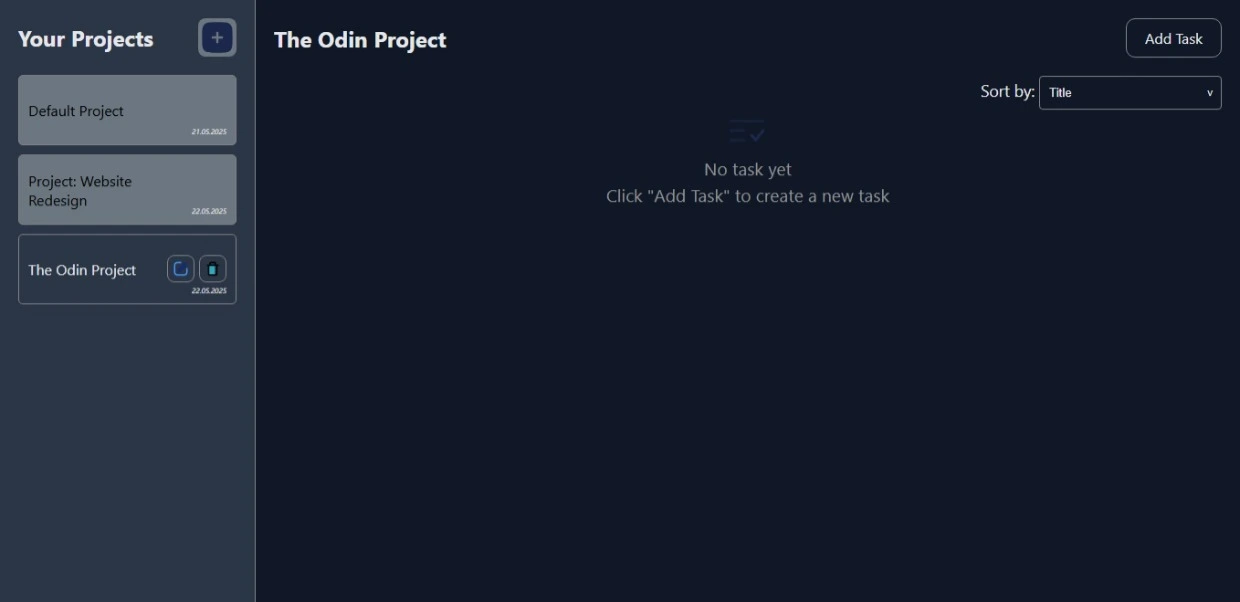 Your Projects
+
Default Project
21.05.2025
Project: Website
Redesign
22.05.2025
The Odin Project
22.05.2025
The Odin Project
Add Task
Sort by: Title
No task yet
Click "Add Task" to create a new task